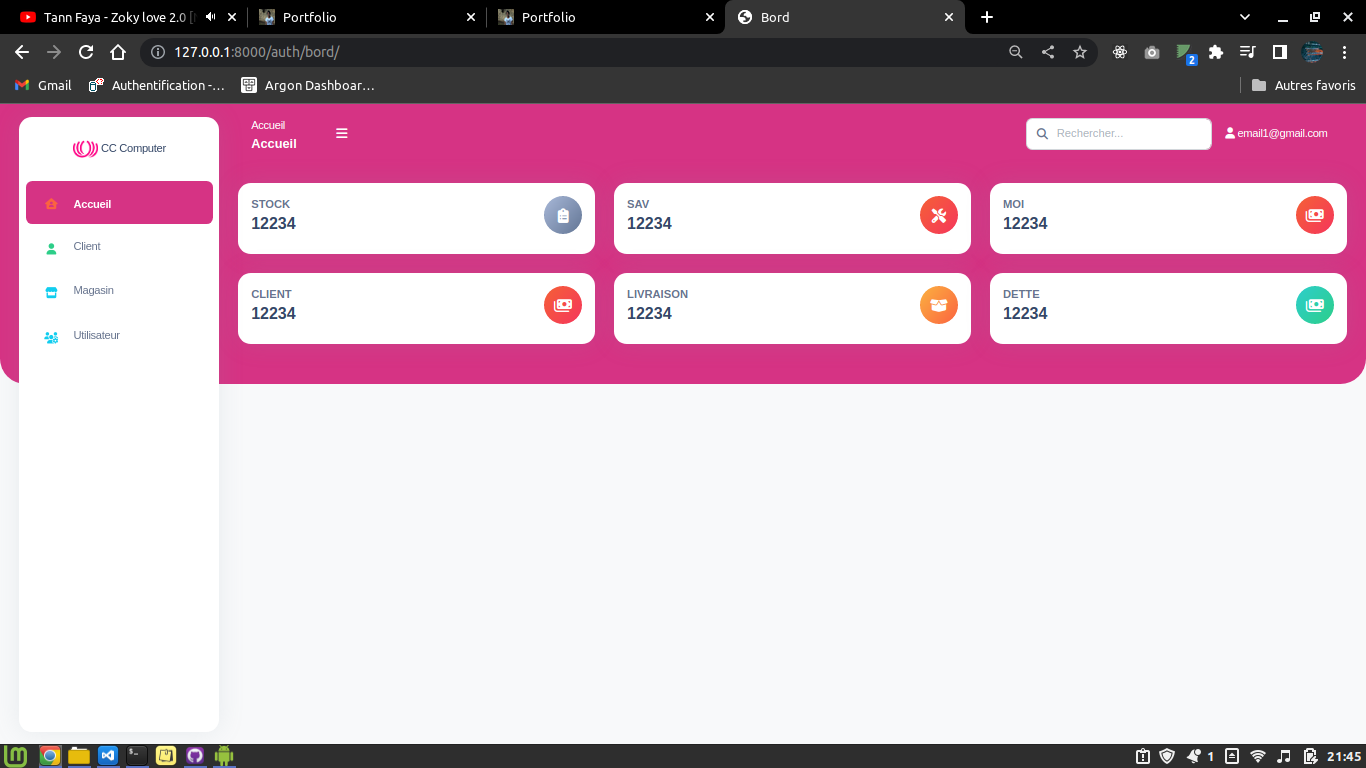 Tann Faya - Zoky love 2.0 [
Portfolio
Portfolio
Bord
127.0.0.1:8000/auth/bord/
2
Gmail
Authentification -...
Argon Dashboar...
Autres favoris
CC Computer
Accueil
Client
Magasin
Utilisateur
Accueil
Accueil
Rechercher...
email1@gmail.com
STOCK
12234
SAV
12234
MOI
12234
CLIENT
12234
LIVRAISON
12234
DETTE
12234
1
21:45